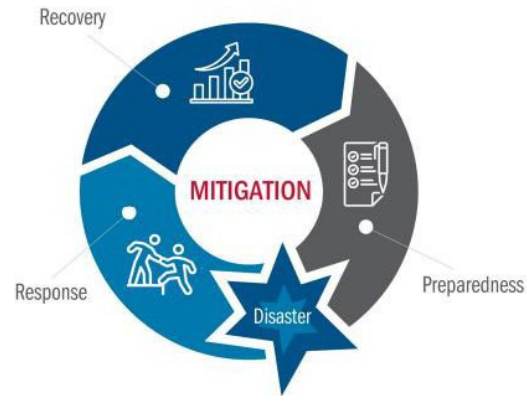 Recovery
MITIGATION
Preparedness
Response
Disaster